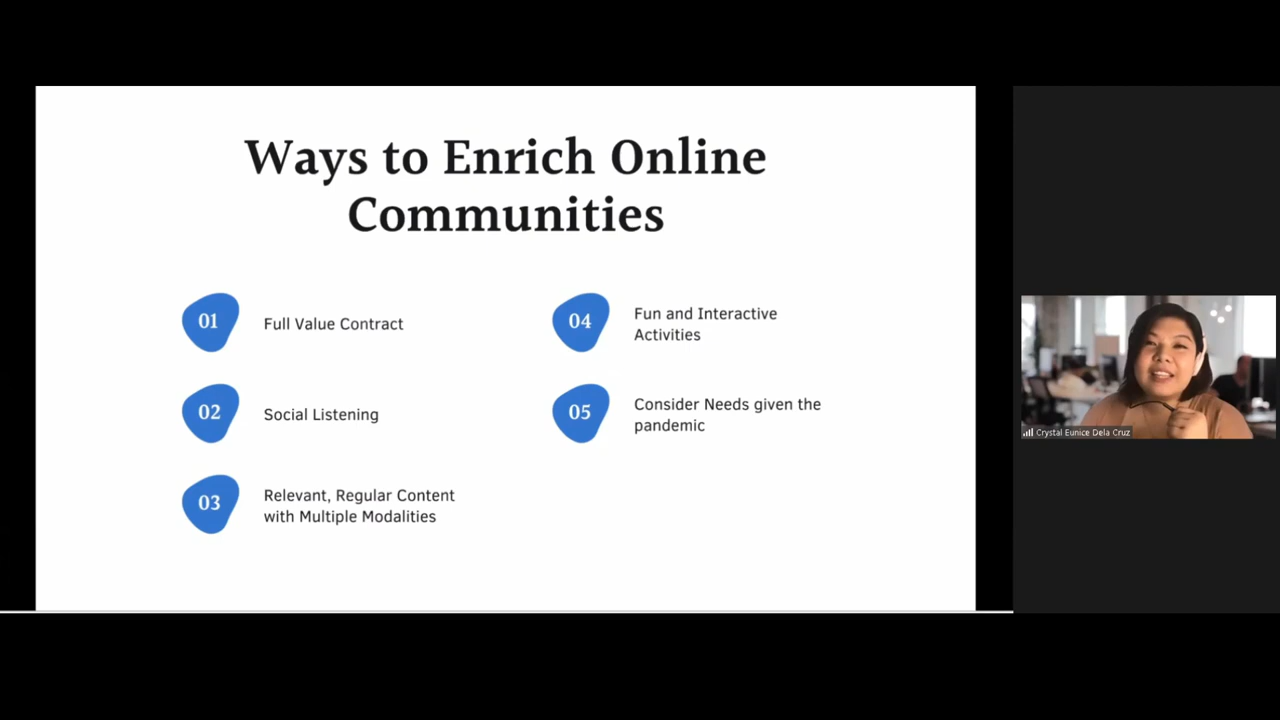 Ways to Enrich Online
Communities
01
Full Value Contract
02
Social Listening
03
Relevant, Regular Content
with Multiple Modalities
04
Fun and Interactive
Activities
05
Consider Needs given the
pandemic
Crystal Eunice Dela Cruz